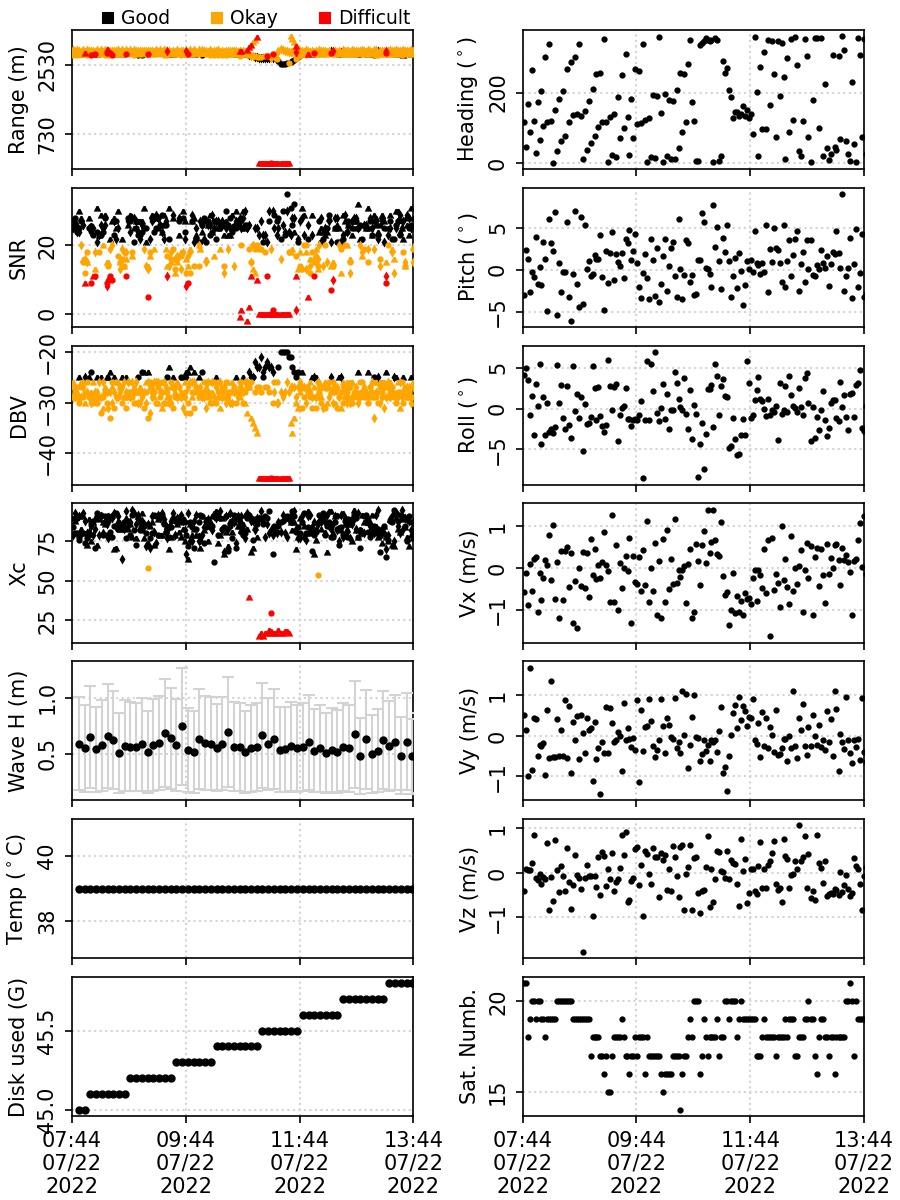 Good Okay Difficult
Range (m)
2530
730
Heading (°)
200
0
SNR
20
0
Pitch (°)
5
0
−5
DBV
−20
−30
−40
Roll (°)
5
0
−5
Xc
75
50
25
Vx (m/s)
1
0
−1
Wave H (m)
1.0
0.5
Vy (m/s)
1
0
−1
Temp (°C)
40
38
Vz (m/s)
1
0
−1
Disk used (G)
45.5
45.0
Sat. Numb.
20
15
07:44 09:44 11:44 13:44
07/22 07/22 07/22 07/22
2022 2022 2022 2022
07:44 09:44 11:44 13:44
07/22 07/22 07/22 07/22
2022 2022 2022 2022